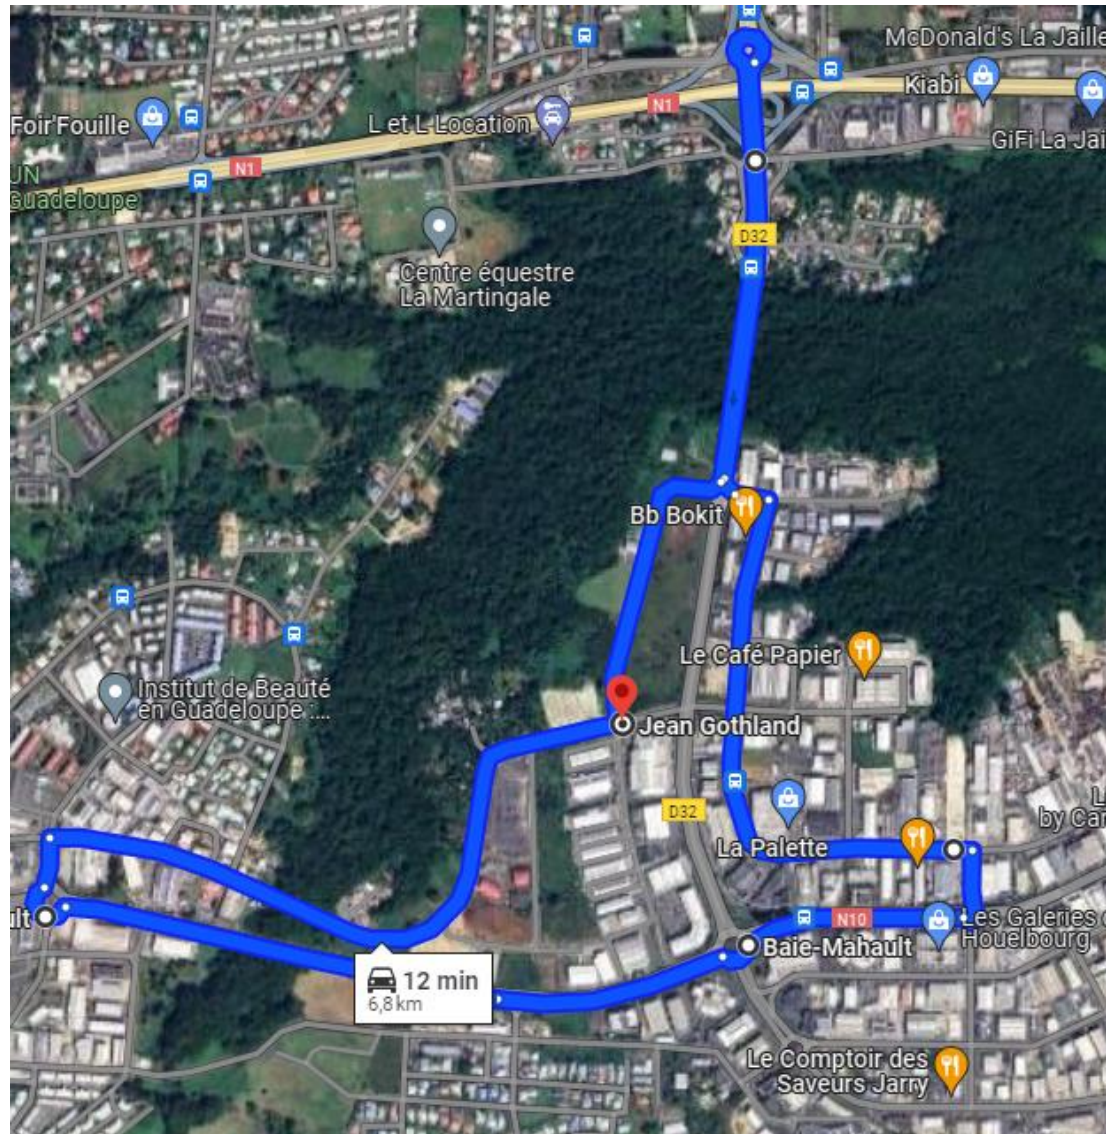 McDonald's La Jaille
Kiabi
Foir'Fouille
L et L Location
N1
GiFi La Jai
N1
UN
Guadeloupe
D32
Centre équestre
La Martingale
Bb Bokit
Le Café Papier
Institut de Beauté
en Guadeloupe :...
Jean Gothland
D32
L
by Car
La Palette
ult
N10
Les Galeries d
Houelbourg
Baie-Mahault
12 min
6,8 km
Le Comptoir des
Saveurs Jarry